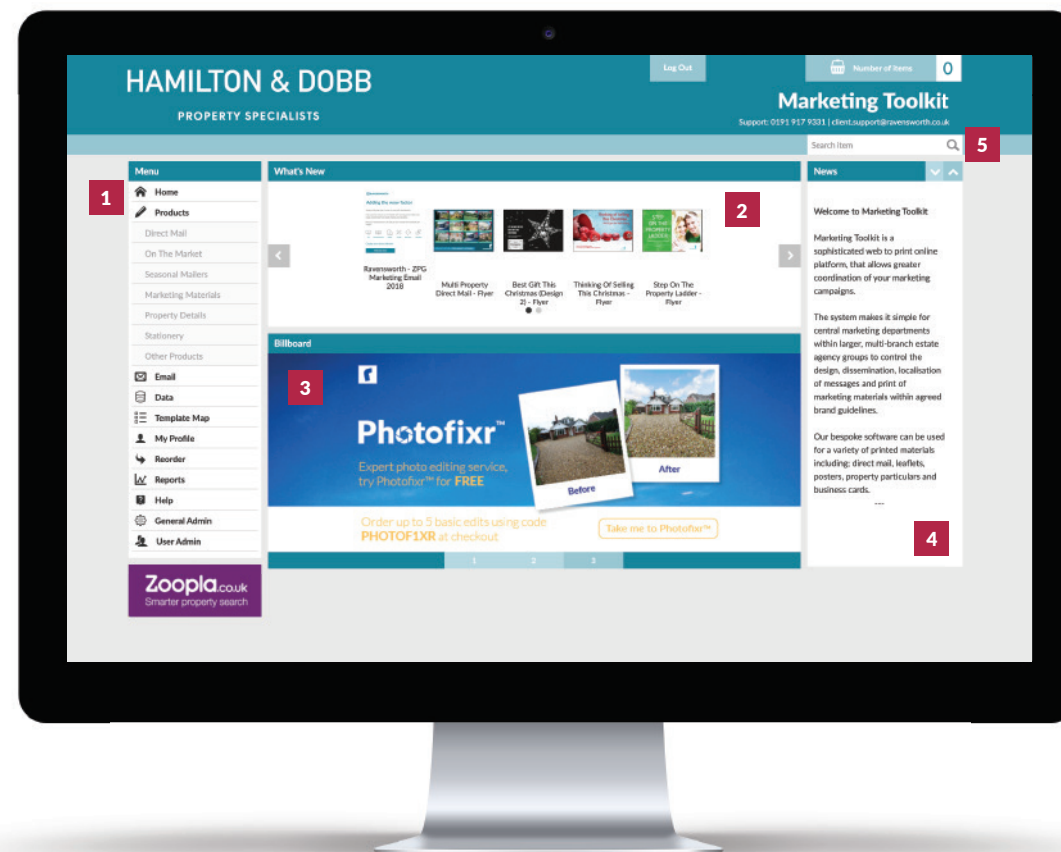 HAMILTON & DOBB
PROPERTY SPECIALISTS
Log Out
Number of items
0
Marketing Toolkit
Support: 0191 917 9331 | client.support@ravensworth.co.uk
Search item
5
1
Menu
Home
Products
Direct Mail
On The Market
Seasonal Mailers
Marketing Materials
Property Details
Stationery
Other Products
Email
Data
Template Map
My Profile
Reorder
Reports
Help
General Admin
User Admin
Zoopla.co.uk
Smarter property search
What's New
2
Adding the wow factor
Ravensworth - ZPG
Marketing Email
2018
Multi Property
Direct Mail - Flyer
Best Gift This
Christmas (Design
2) - Flyer
Thinking Of Selling
This Christmas -
Flyer
STEP
ON THE
PROPERTY
LADDER
Step On The
Property Ladder -
Flyer
Billboard
3
Photofixr™
Expert photo editing service,
try Photofixr™ for FREE
Before
After
Order up to 5 basic edits using code
PHOTOF1XR at checkout
Take me to Photofixr™
1
2
3
News
Welcome to Marketing Toolkit
Marketing Toolkit is a
sophisticated web to print online
platform, that allows greater
coordination of your marketing
campaigns.
The system makes it simple for
central marketing departments
within larger, multi-branch estate
agency groups to control the
design, dissemination, localisation
of messages and print of
marketing materials within agreed
brand guidelines.
Our bespoke software can be used
for a variety of printed materials
including; direct mail, leaflets,
posters, property particulars and
business cards.
---
4